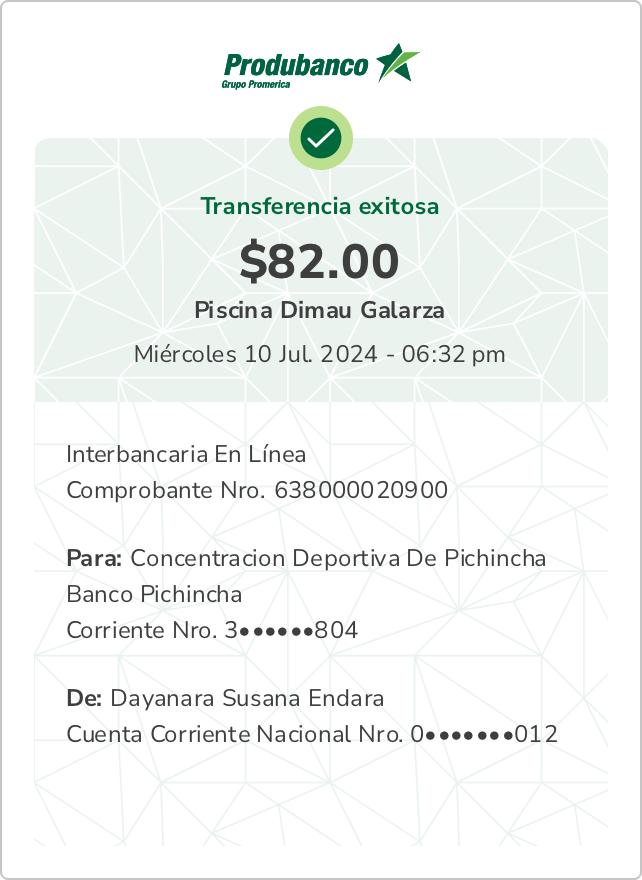 Produbanco
Grupo Promerica
Transferencia exitosa
$82.00
Piscina Dimau Galarza
Miércoles 10 Jul. 2024 - 06:32 pm
Interbancaria En Línea
Comprobante Nro. 638000020900
Para: Concentracion Deportiva De Pichincha
Banco Pichincha
Corriente Nro. 3••••••804
De: Dayanara Susana Endara
Cuenta Corriente Nacional Nro. 0•••••••012